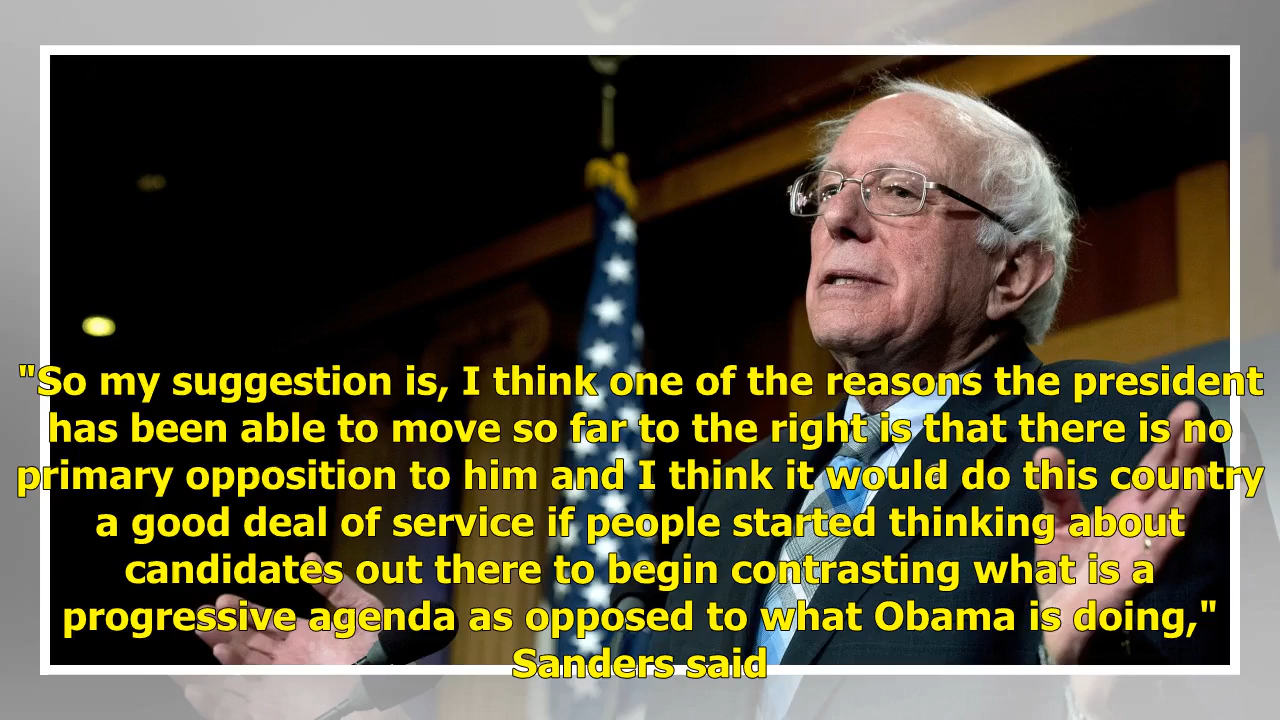 "So my suggestion is, I think one of the reasons the president
has been able to move so far to the right is that there is no
primary opposition to him and I think it would do this country
a good deal of service if people started thinking about
candidates out there to begin contrasting what is a
progressive agenda as opposed to what Obama is doing,"
Sanders said